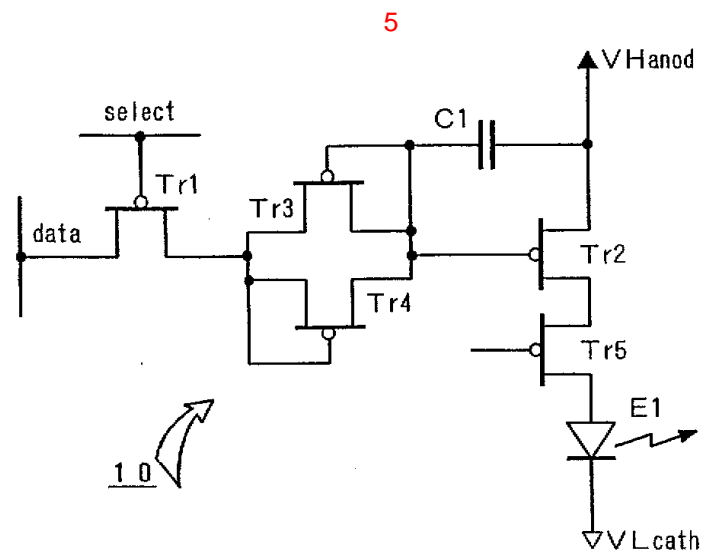 5
VHanod
select
C1
Tr1
Tr3
data
Tr2
Tr4
Tr5
E1
10
VLcath